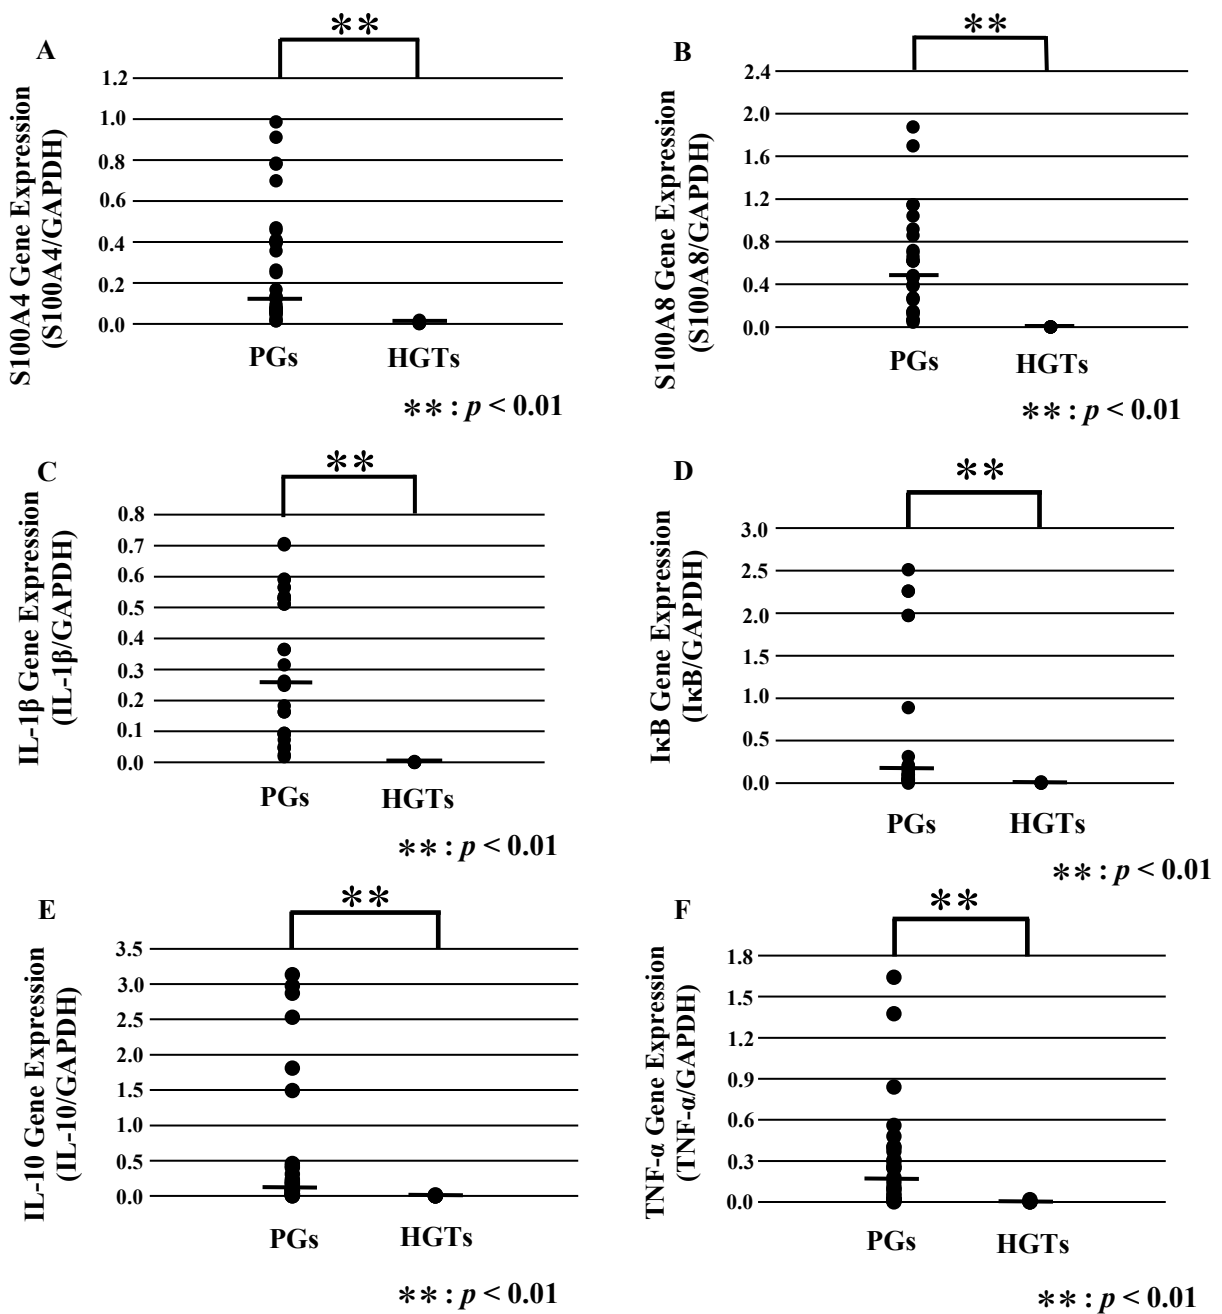 A
**
S100A4 Gene Expression
(S100A4/GAPDH)
1.2
1.0
0.8
0.6
0.4
0.2
0.0
PGs HGTs
**: p < 0.01
B
**
S100A8 Gene Expression
(S100A8/GAPDH)
2.4
2.0
1.6
1.2
0.8
0.4
0.0
PGs HGTs
**: p < 0.01
C
**
IL-1β Gene Expression
(IL-1β/GAPDH)
0.8
0.7
0.6
0.5
0.4
0.3
0.2
0.1
0.0
PGs HGTs
**: p < 0.01
D
**
IκB Gene Expression
(IκB/GAPDH)
3.0
2.5
2.0
1.5
1.0
0.5
0.0
PGs HGTs
**: p < 0.01
E
**
IL-10 Gene Expression
(IL-10/GAPDH)
3.5
3.0
2.5
2.0
1.5
1.0
0.5
0.0
PGs HGTs
**: p < 0.01
F
**
TNF-α Gene Expression
(TNF-α/GAPDH)
1.8
1.5
1.2
0.9
0.6
0.3
0.0
PGs HGTs
**: p < 0.01